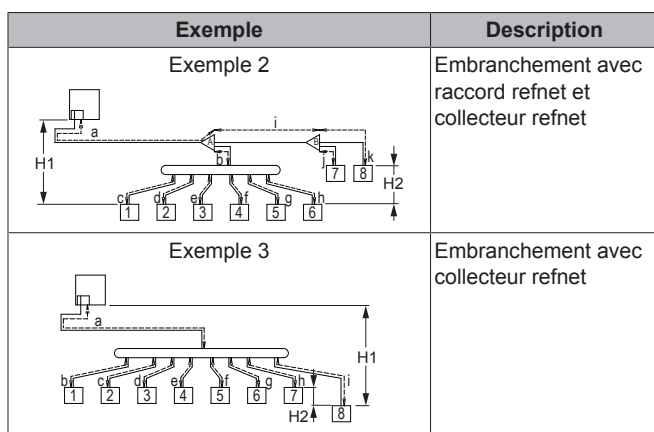 Exemple Description
Exemple 2
Embranchement avec
raccord refnet et
collecteur refnet
a
i
A
B
H1
b
j
k
7 8
H2
c d e f g h
1 2 3 4 5 6
Exemple 3
Embranchement avec
collecteur refnet
a
H1
b c d e f g h i
1 2 3 4 5 6 7
H2
8